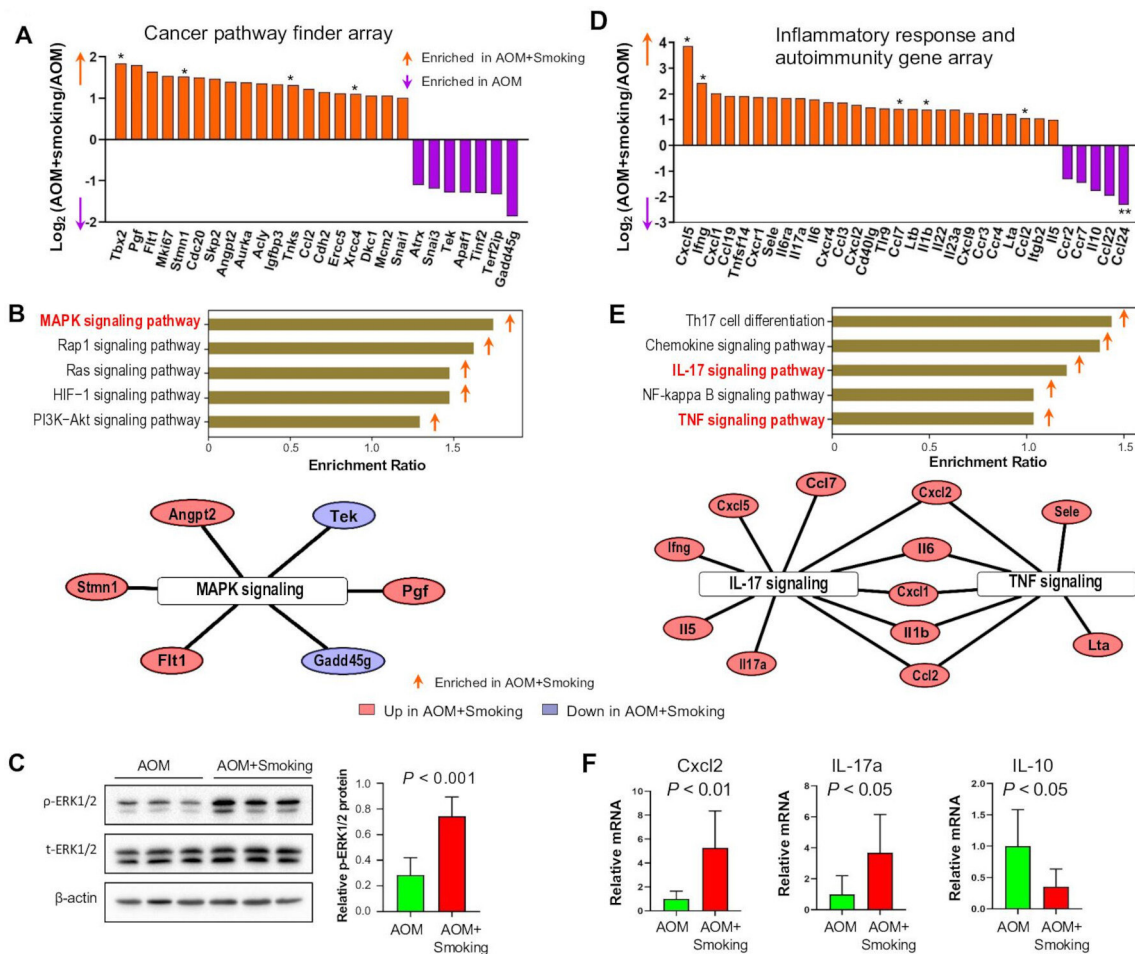 A
Cancer pathway finder array
Enriched in AOM+Smoking
Enriched in AOM
Log2 (AOM+smoking/AOM)
2
1
0
-1
-2
* * * *
Tbx2 Pgf Flt1 Mki67 Stmn1 Cdc20 Skp2 Angpt2 Aurka Acly Igfbp3 Tnks Ccl2 Cdh2 Ercc5 Xrcc4 Dkc1 Mcm2 Snai1 Atrx Snai3 Tek Apaf1 Tinf2 Terf2ip Gadd45g
D
Inflammatory response and
autoimmunity gene array
Log2 (AOM+smoking/AOM)
4
3
2
1
0
-1
-2
-3
* * * * * **
Cxcl5 Ifng Cxcl1 Ccl19 Tnfsf14 Cxcr1 Sele Il6ra Il17a Il6 Cxcr4 Ccl3 Cxcl2 Cd40lg Tlr9 Ccl7 Ltb Il1b Il22 Il23a Cxcl9 Ccr3 Ccr4 Lta Ccl2 Itgb2 Il5 Ccr2 Ccr7 Il10 Ccl22 Ccl24
B
MAPK signaling pathway
Rap1 signaling pathway
Ras signaling pathway
HIF−1 signaling pathway
PI3K−Akt signaling pathway
0 0.5 1.0 1.5
Enrichment Ratio
Angpt2
Tek
Stmn1
MAPK signaling
Pgf
Flt1
Gadd45g
E
Th17 cell differentiation
Chemokine signaling pathway
IL-17 signaling pathway
NF-kappa B signaling pathway
TNF signaling pathway
0 0.5 1.0 1.5
Enrichment Ratio
Ccl7
Cxcl5
Cxcl2
Sele
Ifng
Il6
IL-17 signaling
Cxcl1
TNF signaling
Il5
Il1b
Il17a
Ccl2
Lta
Enriched in AOM+Smoking
Up in AOM+Smoking
Down in AOM+Smoking
C
AOM
AOM+Smoking
ρ-ERK1/2
t-ERK1/2
β-actin
P < 0.001
Relative p-ERK1/2 protein
1.0
0.8
0.6
0.4
0.2
0.0
AOM
AOM+
Smoking
F
Cxcl2
P < 0.01
Relative mRNA
10
8
6
4
2
0
AOM
AOM+
Smoking
IL-17a
P < 0.05
Relative mRNA
8
6
4
2
0
AOM
AOM+
Smoking
IL-10
P < 0.05
Relative mRNA
2.0
1.5
1.0
0.5
0.0
AOM
AOM+
Smoking